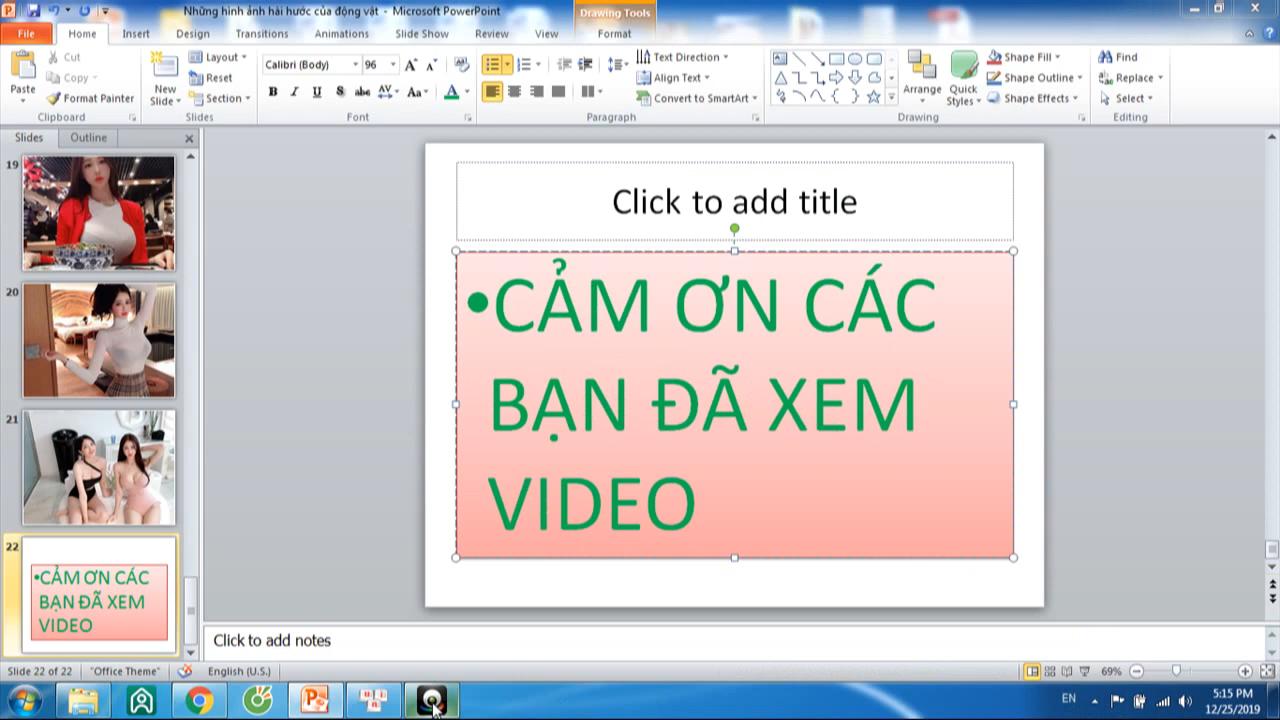 Những hình ảnh hài hước của động vật - Microsoft PowerPoint
Drawing Tools
File Home Insert Design Transitions Animations Slide Show Review View Format
Paste
Cut
Copy
Format Painter
Clipboard
New Slide
Layout
Reset
Section
Slides
Calibri (Body) 96
B I U S abc AV Aa A
Font
Text Direction
Align Text
Convert to SmartArt
Paragraph
Arrange
Quick Styles
Shape Fill
Shape Outline
Shape Effects
Drawing
Find
Replace
Select
Editing
Slides Outline
19
20
21
22
•CẢM ƠN CÁC
BẠN ĐÃ XEM
VIDEO
Click to add title
•CẢM ƠN CÁC
BẠN ĐÃ XEM
VIDEO
Click to add notes
Slide 22 of 22 "Office Theme" English (U.S.) 69%
EN 5:15 PM
12/25/2019